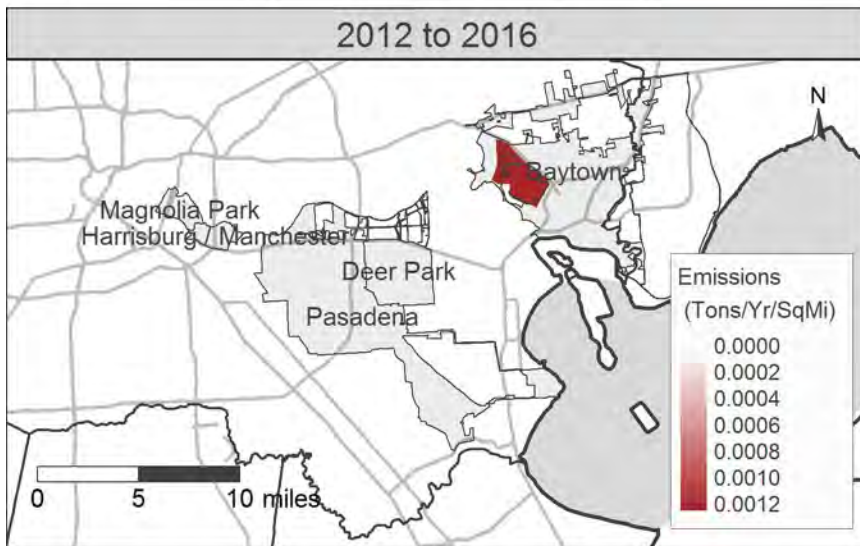 2012 to 2016
N
Baytown
Magnolia Park
Harrisburg Manchester
Deer Park
Pasadena
Emissions
(Tons/Yr/SqMi)
0.0000
0.0002
0.0004
0.0006
0.0008
0.0010
0.0012
0 5 10 miles